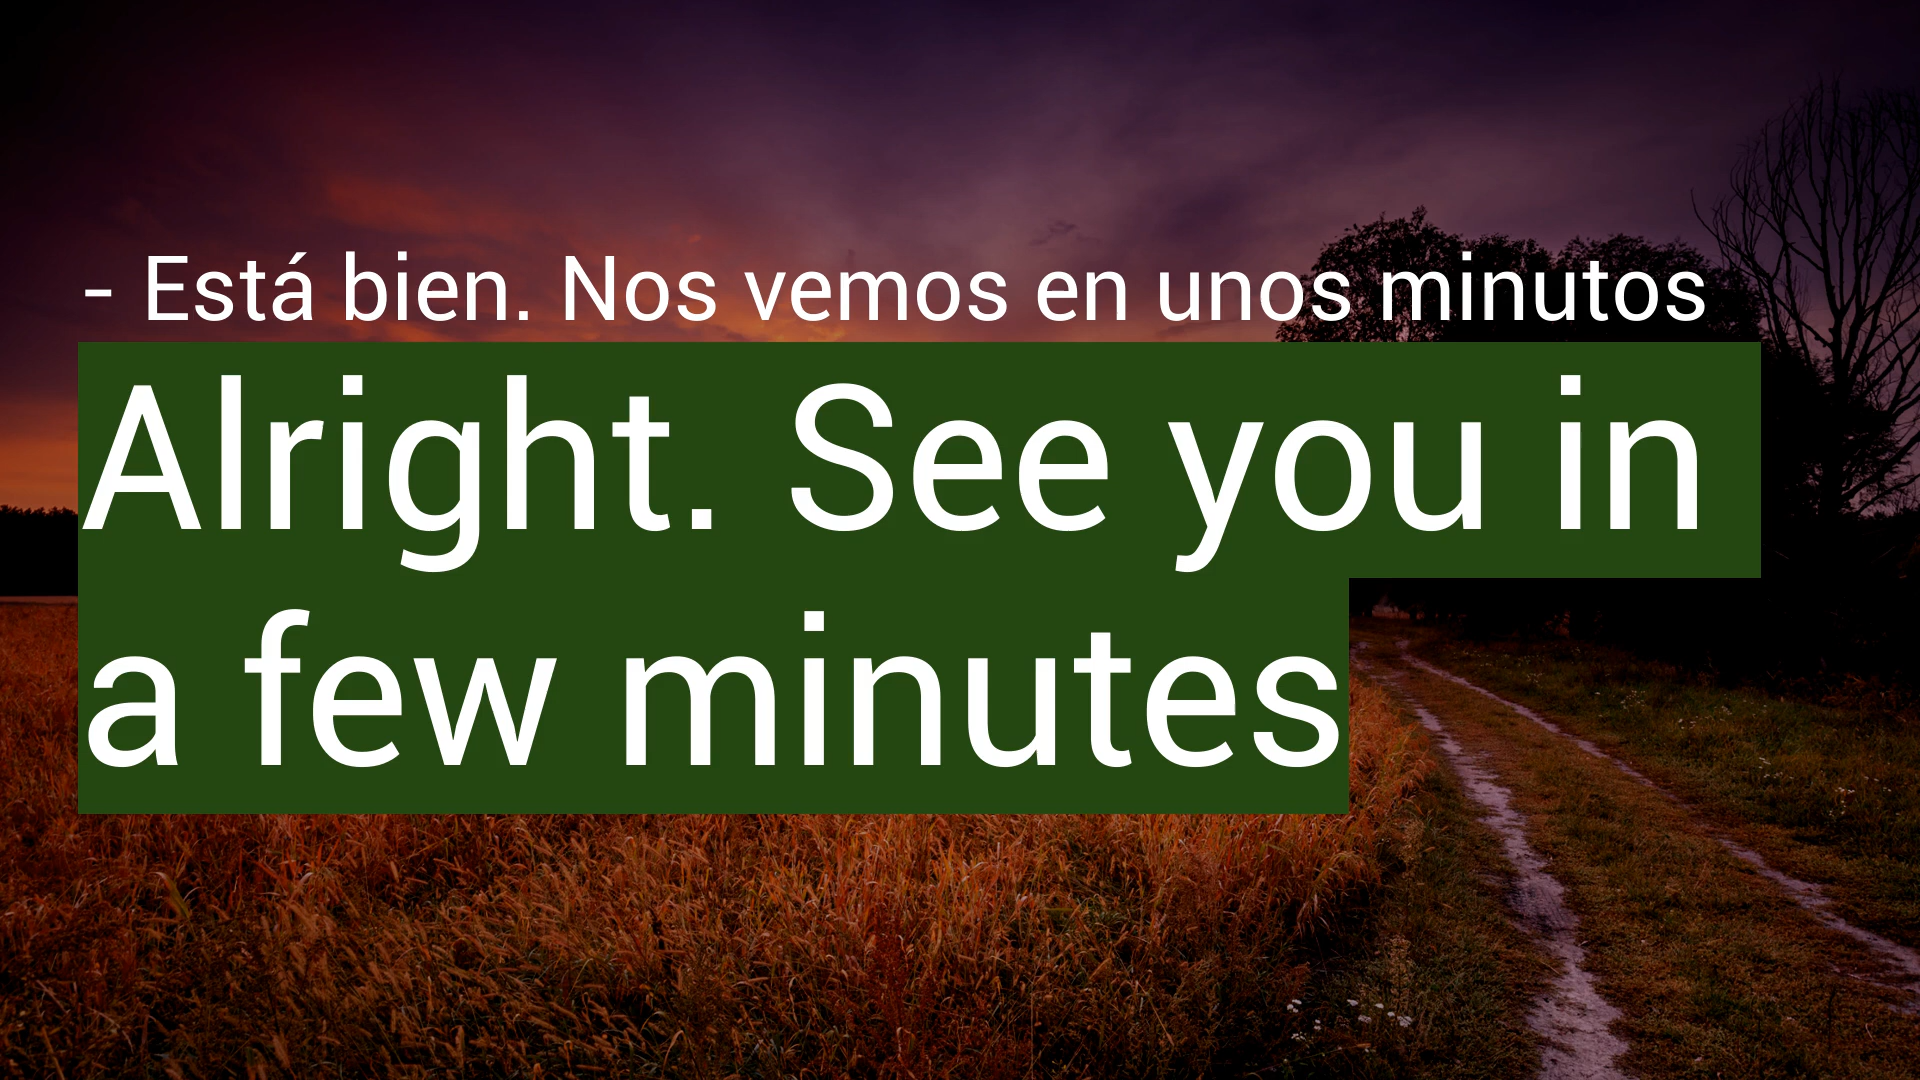 - Está bien. Nos vemos en unos minutos
Alright. See you in
a few minutes